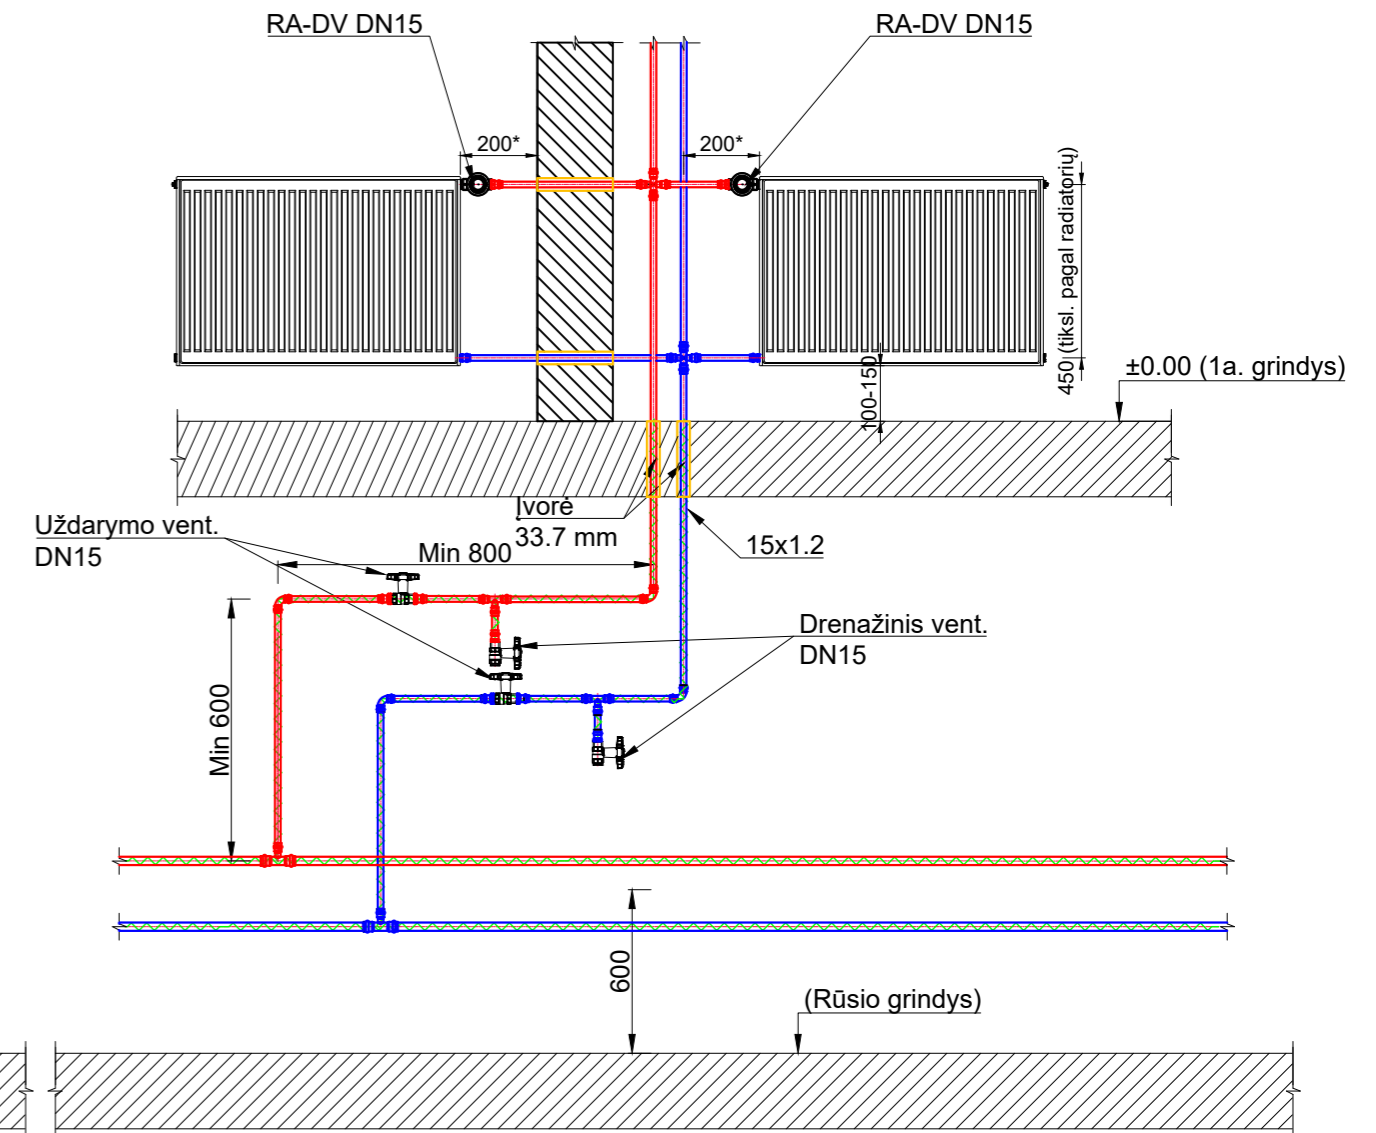 RA-DV DN15
RA-DV DN15
200*
200*
450 (tiksl. pagal radiatorių)
100-150
±0.00 (1a. grindys)
Įvorė
33.7 mm
Uždarymo vent.
DN15
Min 800
15x1.2
Drenažinis vent.
DN15
Min 600
600
(Rūsio grindys)